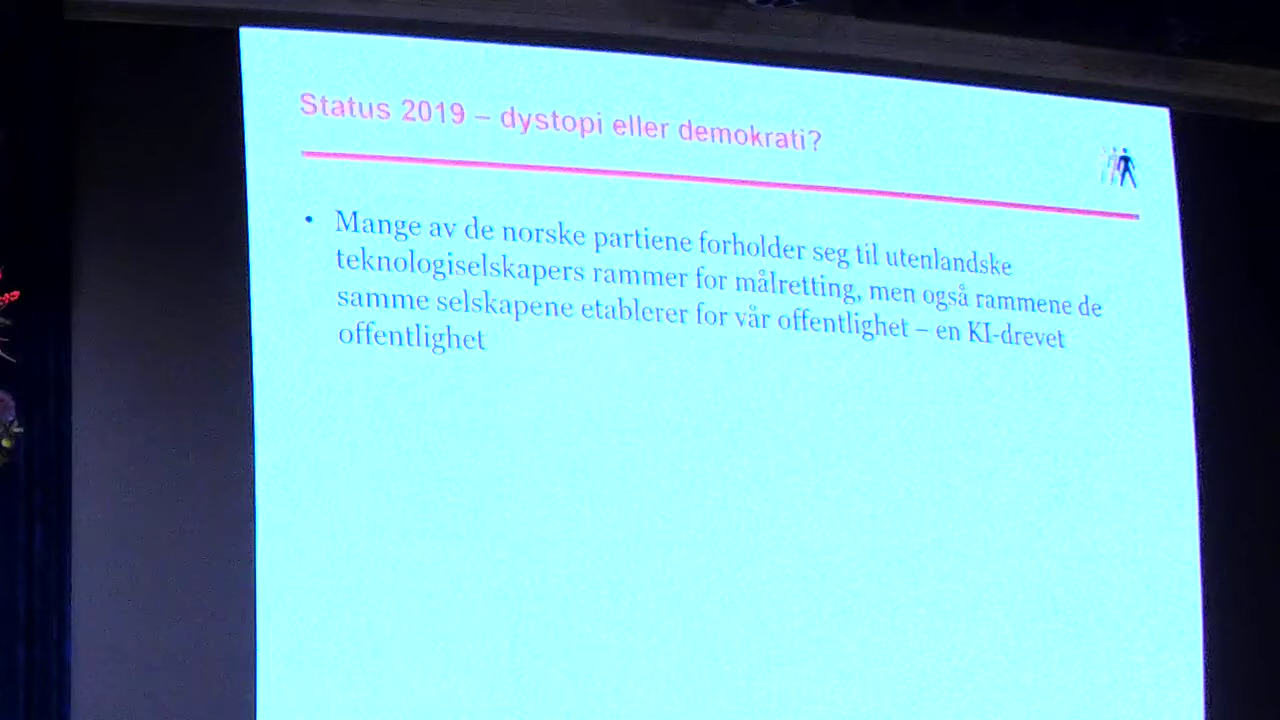 Status 2019 – dystopi eller demokrati?
• Mange av de norske partiene forholder seg til utenlandske
teknologiselskapers rammer for målretting, men også rammene de
samme selskapene etablerer for vår offentlighet – en KI-drevet
offentlighet